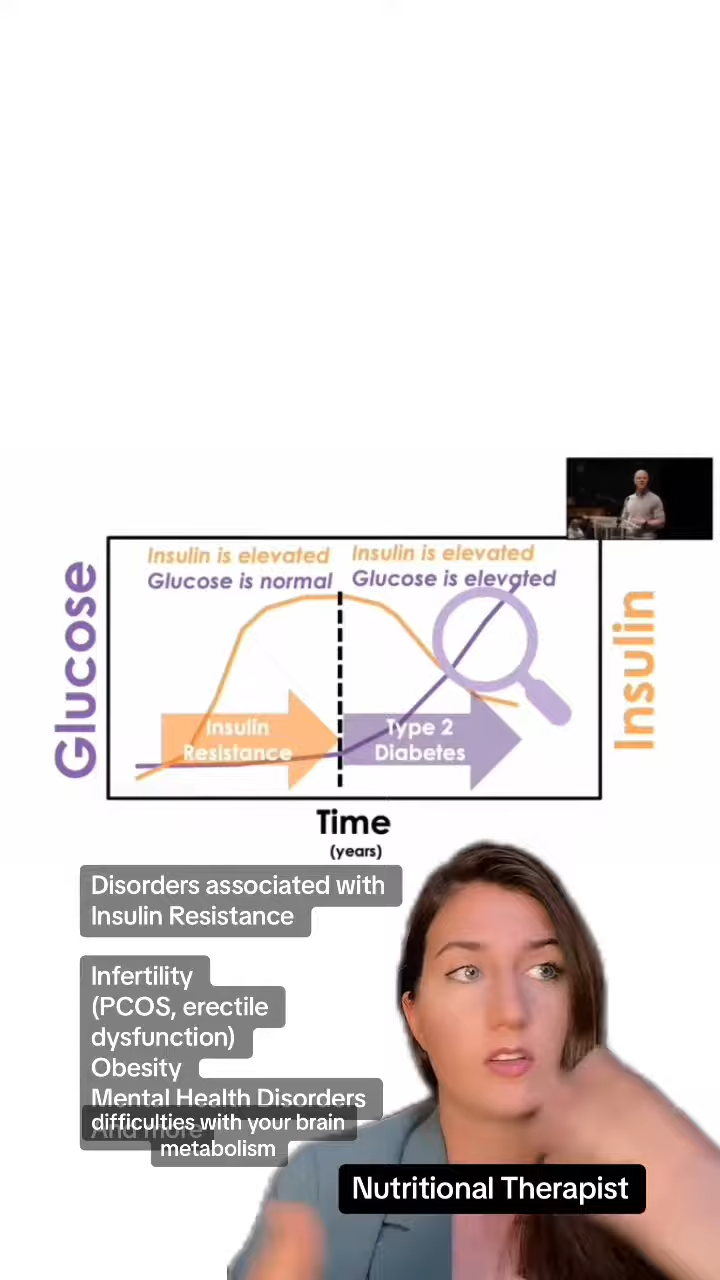 Insulin is elevated
Glucose is normal
Insulin is elevated
Glucose is elevated
Glucose
Insulin
Insulin
Resistance
Type 2
Diabetes
Time
(years)
Disorders associated with
Insulin Resistance
Infertility
(PCOS, erectile
dysfunction)
Obesity
Mental Health Disorders
And more
difficulties with your brain
metabolism
Nutritional Therapist